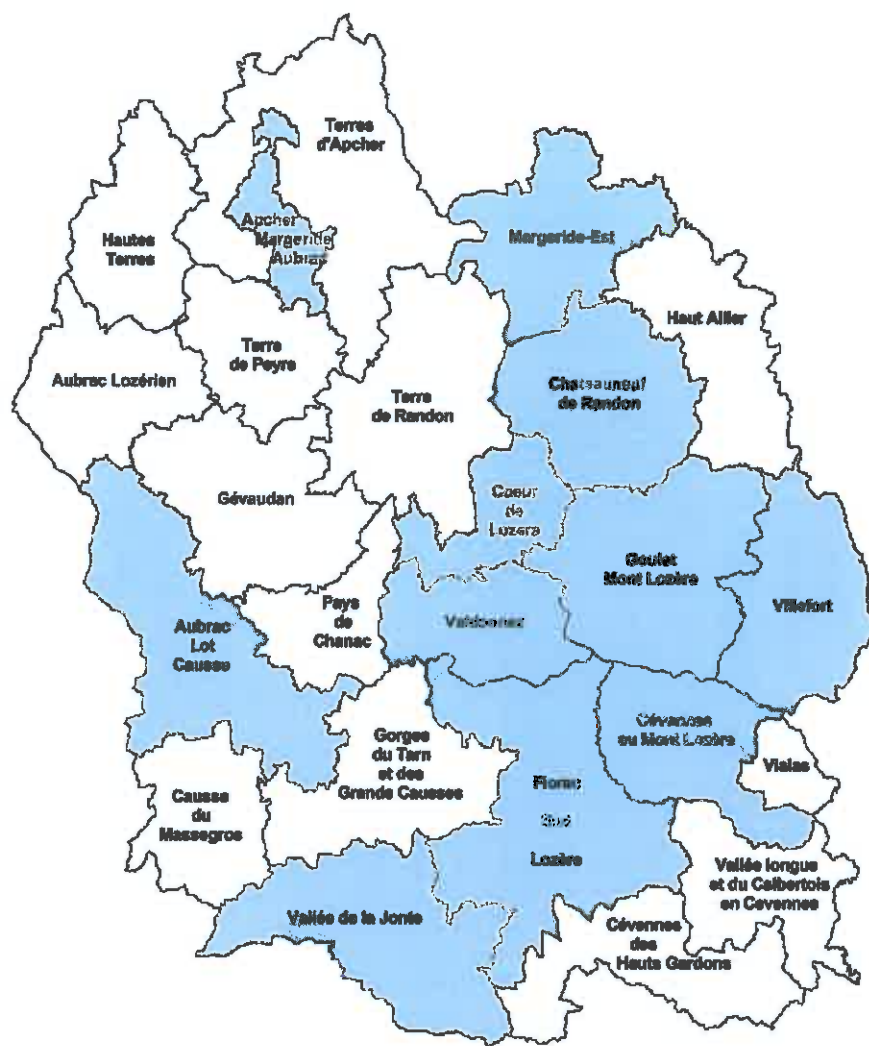 Terres
d'Apcher
Apcher
Margeride
Aubrac
Margeride-Est
Hautes
Terres
Haut Allier
Terre
de Peyre
Aubrac Lozérien
Chateauneuf
de Randon
Terre
de Randon
Gévaudan
Coeur
de
Lozère
Goulet
Mont Lozère
Villefort
Pays
de
Chanac
Valdonnez
Aubrac
Lot
Causse
Cévennes
au Mont Lozère
Gorges
du Tarn
et des
Grande Causses
Vialas
Florac
Sud
Lozère
Causse
du
Massegros
Vallée longue
et du Calbertois
en Cevennes
Vallée de la Jonte
Cévennes
des
Hauts Gardons